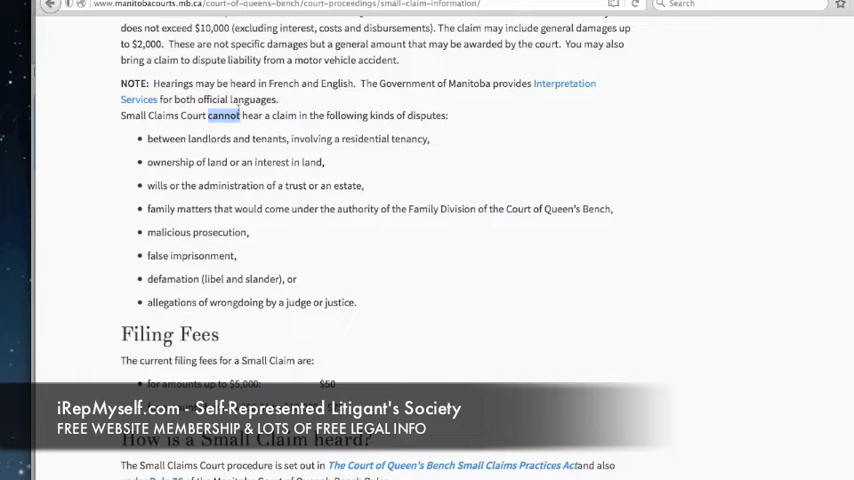 www.manitobacourts.mb.ca/court-of-queens-bench/court-proceedings/small-claim-information/
Search
does not exceed $10,000 (excluding interest, costs and disbursements). The claim may include general damages up
to $2,000. These are not specific damages but a general amount that may be awarded by the court. You may also
bring a claim to dispute liability from a motor vehicle accident.
NOTE: Hearings may be heard in French and English. The Government of Manitoba provides Interpretation
Services for both official languages.
Small Claims Court cannot hear a claim in the following kinds of disputes:
• between landlords and tenants, involving a residential tenancy,
• ownership of land or an interest in land,
• wills or the administration of a trust or an estate,
• family matters that would come under the authority of the Family Division of the Court of Queen's Bench,
• malicious prosecution,
• false imprisonment,
• defamation (libel and slander), or
• allegations of wrongdoing by a judge or justice.
Filing Fees
The current filing fees for a Small Claim are:
• for amounts up to $5,000: $50
iRepMyself.com - Self-Represented Litigant's Society
FREE WEBSITE MEMBERSHIP & LOTS OF FREE LEGAL INFO
How is a Small Claim heard?
The Small Claims Court procedure is set out in The Court of Queen's Bench Small Claims Practices Actand also